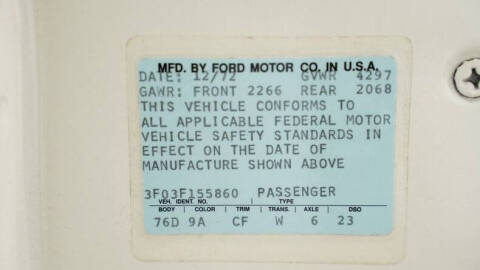 MFD. BY FORD MOTOR CO. IN U.S.A.
DATE: 12/72 GVWR 4297
GAWR: FRONT 2266 REAR 2068
THIS VEHICLE CONFORMS TO
ALL APPLICABLE FEDERAL MOTOR
VEHICLE SAFETY STANDARDS IN
EFFECT ON THE DATE OF
MANUFACTURE SHOWN ABOVE
3F03F155860 PASSENGER
VEH. IDENT. NO. TYPE
BODY COLOR TRIM TRANS. AXLE DSO
76D 9A CF W 6 23